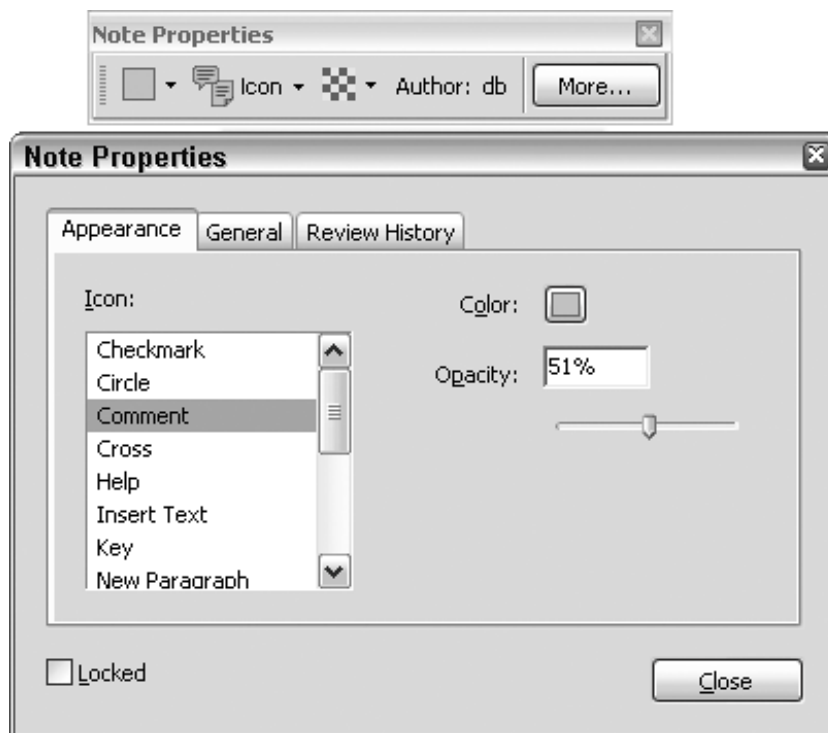 Note Properties
Icon Author: db More...
Note Properties
Appearance General Review History
Icon:
Color:
Checkmark
Opacity: 51%
Circle
Comment
Cross
Help
Insert Text
Key
New Paragraph
Locked
Close